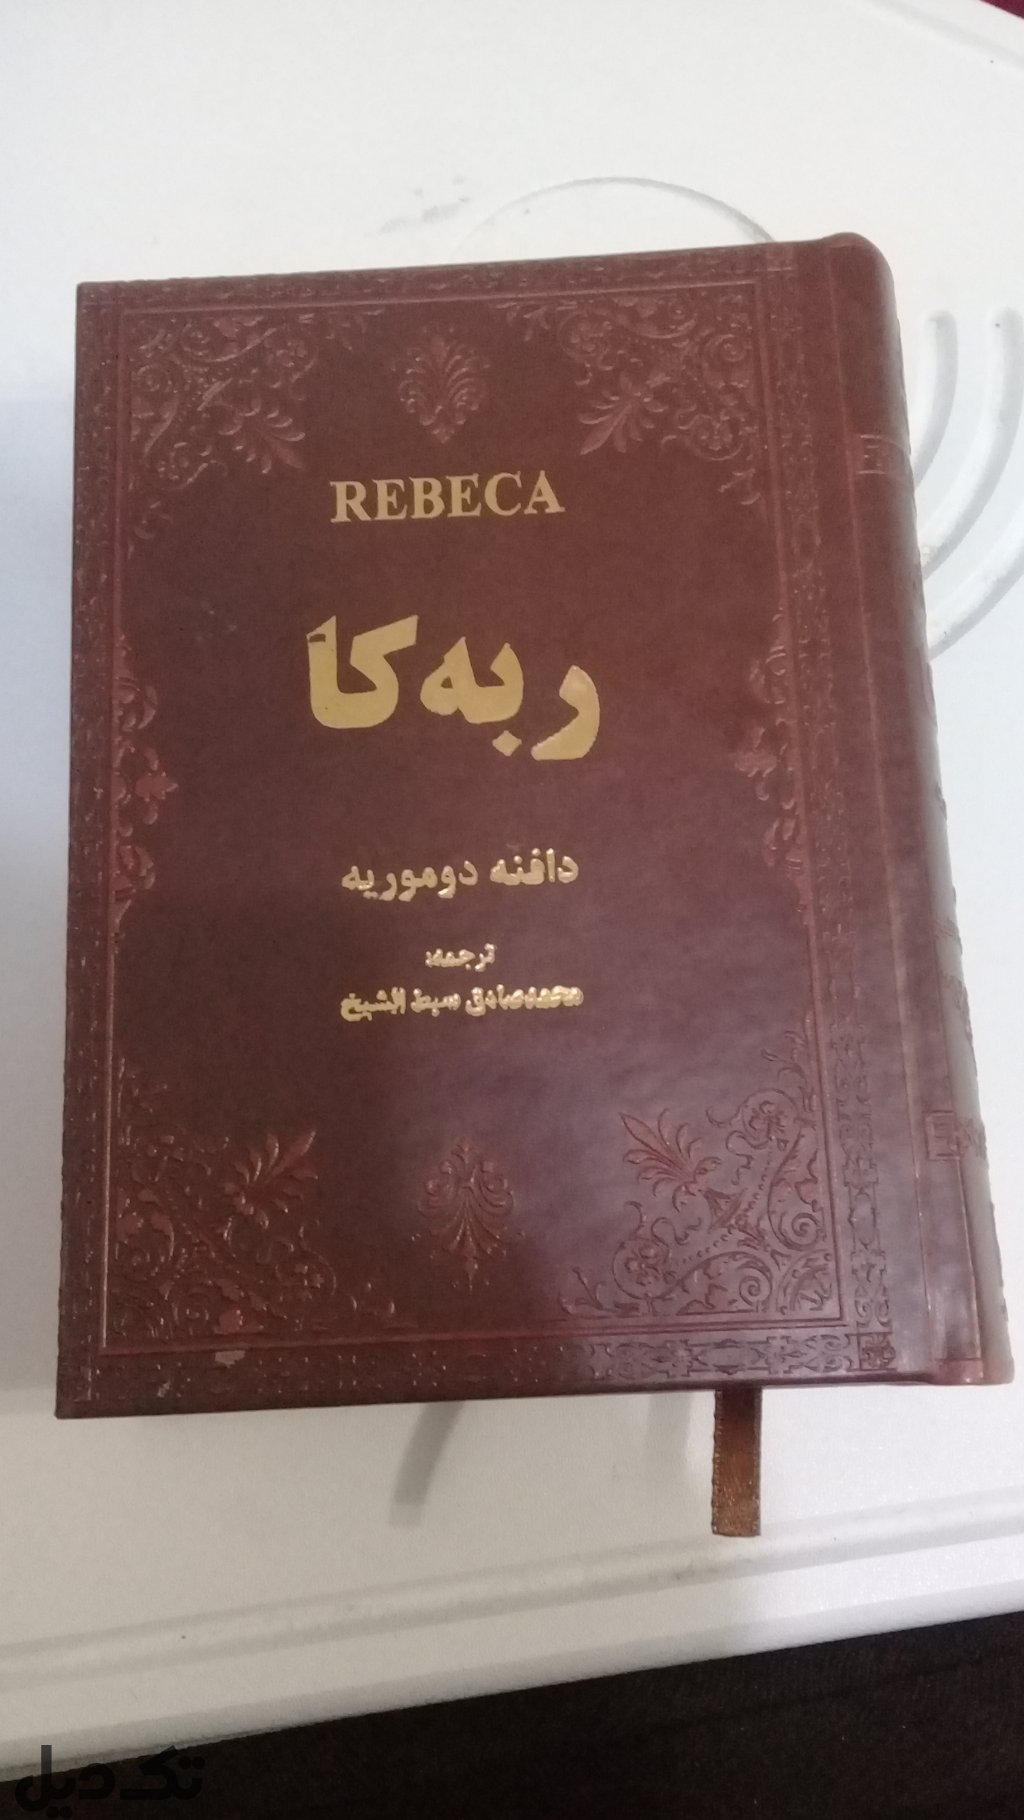 REBECA
ربه‌کا
دافنه دوموریه
ترجمه:
محمدصادق سبط الشیخ
تک‌دیل